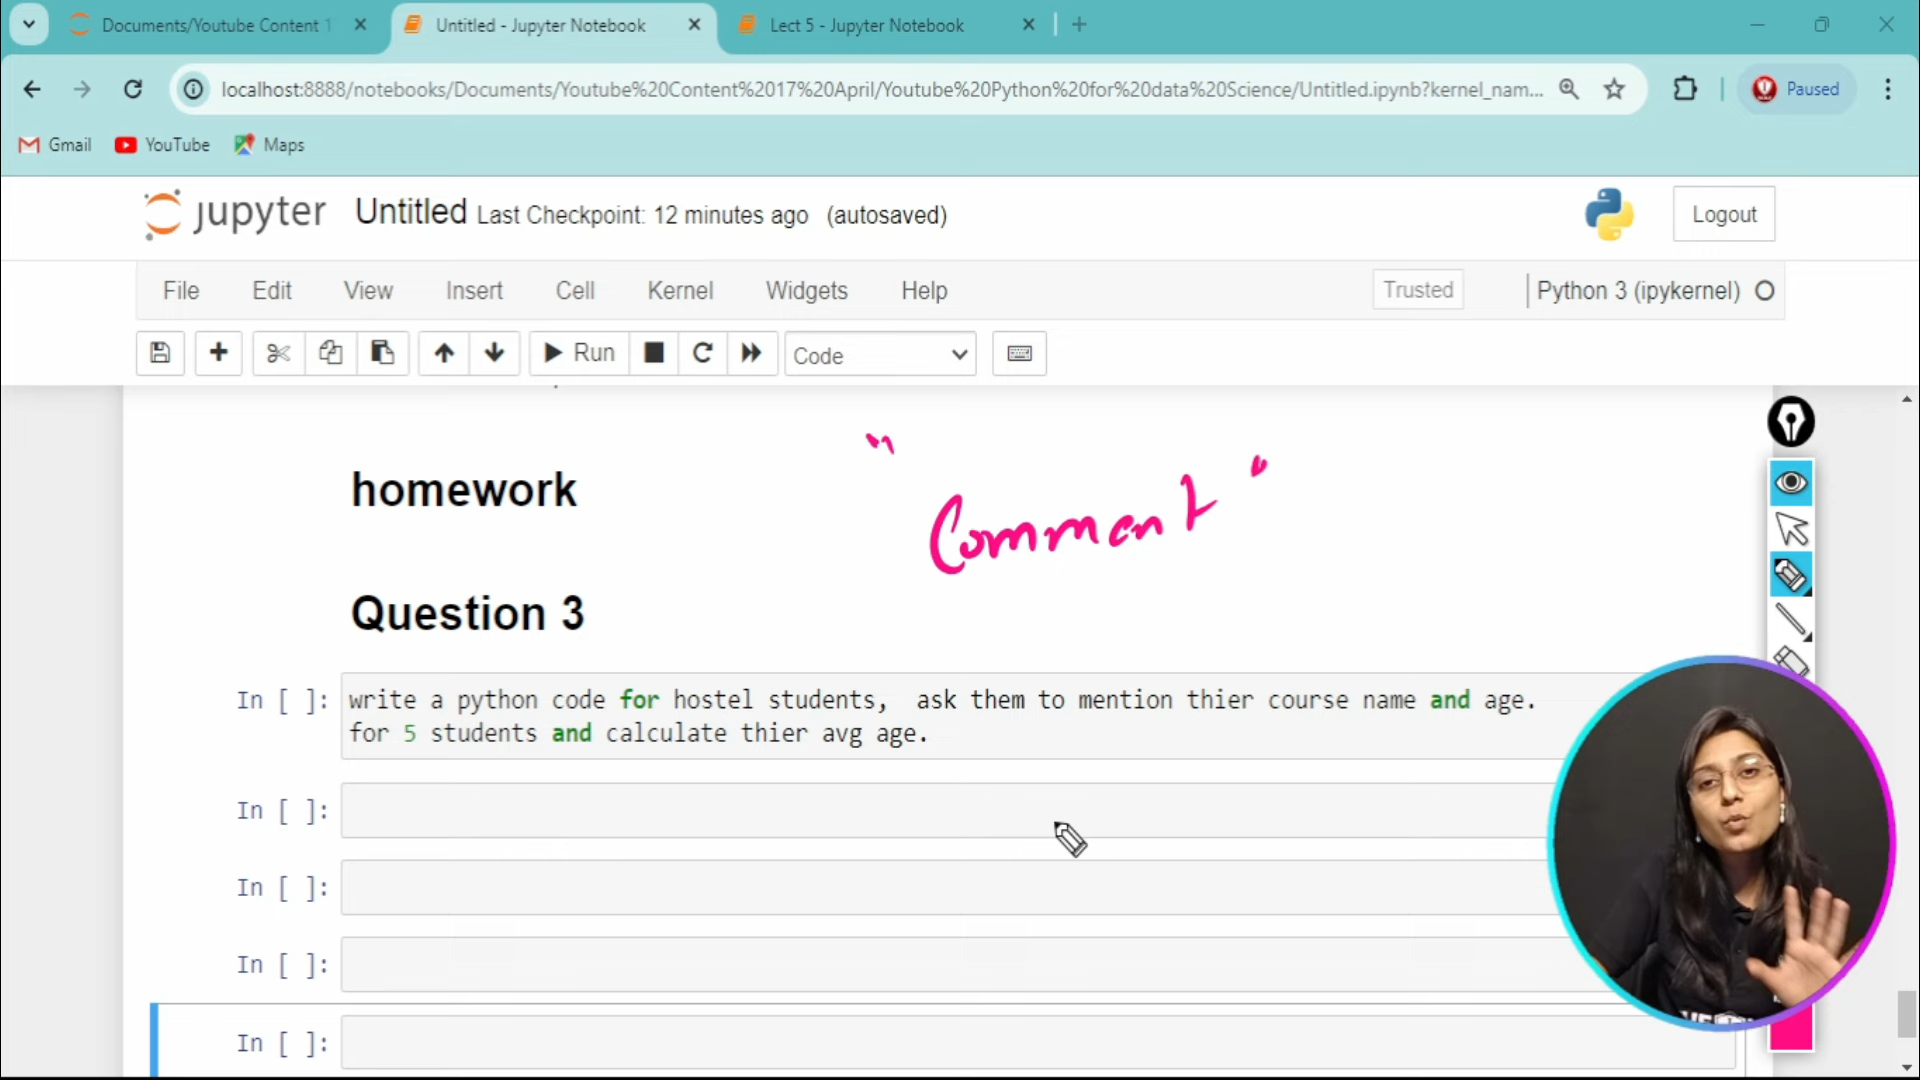 Documents/Youtube Content 1
Untitled - Jupyter Notebook
Lect 5 - Jupyter Notebook
localhost:8888/notebooks/Documents/Youtube%20Content%2017%20April/Youtube%20Python%20for%20data%20Science/Untitled.ipynb?kernel_nam...
Paused
Gmail
YouTube
Maps
jupyter
Untitled Last Checkpoint: 12 minutes ago (autosaved)
Logout
File Edit View Insert Cell Kernel Widgets Help
Trusted
Python 3 (ipykernel)
Run
Code
homework
"Comment"
Question 3
In [ ]: write a python code for hostel students,  ask them to mention thier course name and age.
for 5 students and calculate thier avg age.
In [ ]:
In [ ]:
In [ ]:
In [ ]: